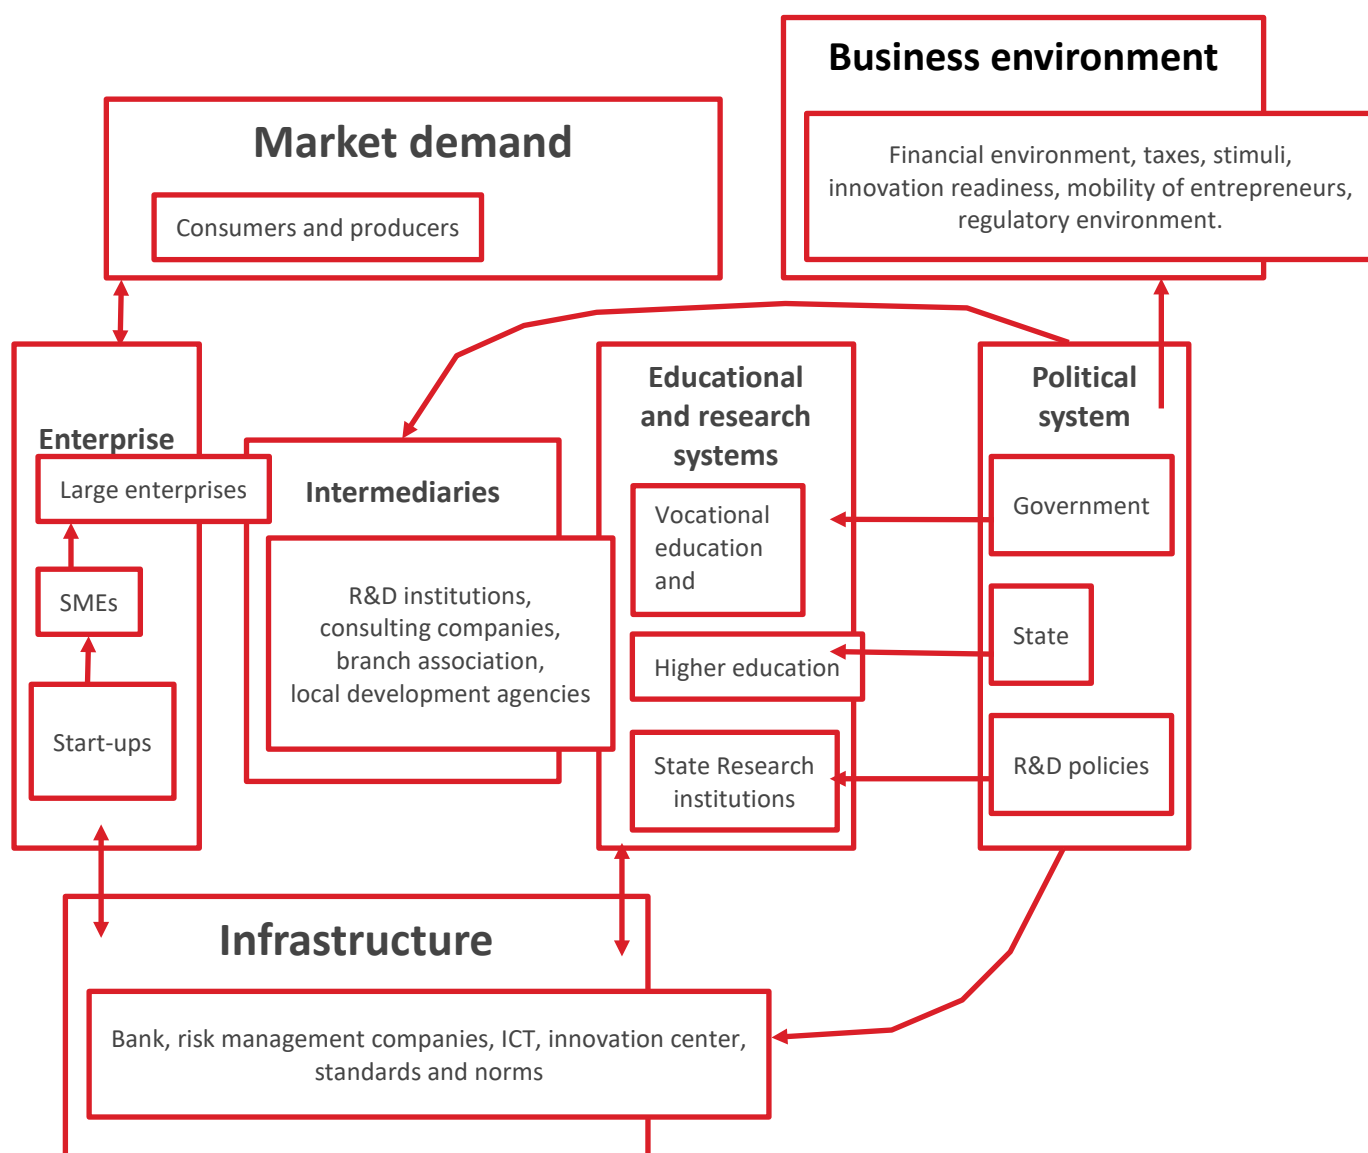 Business environment
Financial environment, taxes, stimuli,
innovation readiness, mobility of entrepreneurs,
regulatory environment.
Market demand
Consumers and producers
Enterprise
Large enterprises
SMEs
Start-ups
Intermediaries
R&D institutions,
consulting companies,
branch association,
local development agencies
Educational
and research
systems
Vocational
education
and
Higher education
State Research
institutions
Political
system
Government
State
R&D policies
Infrastructure
Bank, risk management companies, ICT, innovation center,
standards and norms